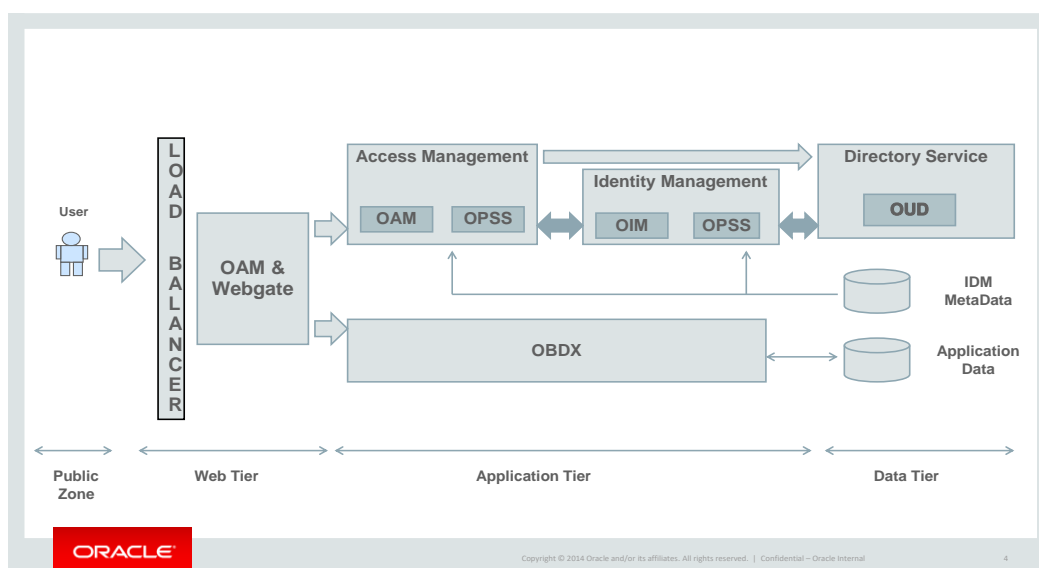 User
LOAD BALANCER
OAM &
Webgate
Access Management
OAM
OPSS
Identity Management
OIM
OPSS
Directory Service
OUD
IDM
MetaData
OBDX
Application
Data
Public
Zone
Web Tier
Application Tier
Data Tier
ORACLE
Copyright © 2014 Oracle and/or its affiliates. All rights reserved. | Confidential – Oracle Internal
4